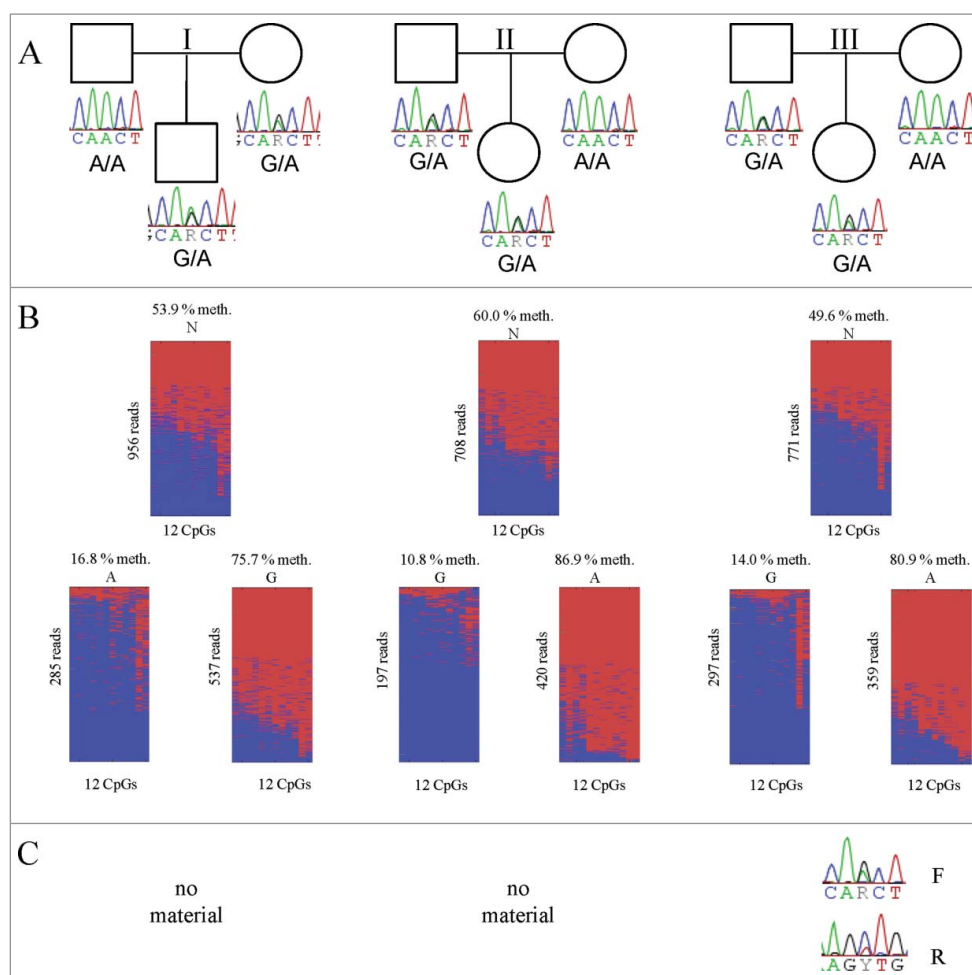 A
I
II
III
CAACT
GCARCTT
CARCT
CAACT
CARCT
CAACT
A/A
G/A
G/A
A/A
G/A
A/A
GCARCTT
CARCT
CARCT
G/A
G/A
G/A
B
53.9 % meth.
N
956 reads
12 CpGs
60.0 % meth.
N
708 reads
12 CpGs
49.6 % meth.
N
771 reads
12 CpGs
16.8 % meth.
A
285 reads
12 CpGs
75.7 % meth.
G
537 reads
12 CpGs
10.8 % meth.
G
197 reads
12 CpGs
86.9 % meth.
A
420 reads
12 CpGs
14.0 % meth.
G
297 reads
12 CpGs
80.9 % meth.
A
359 reads
12 CpGs
C
no
material
no
material
CARCT
F
AGYTG
R